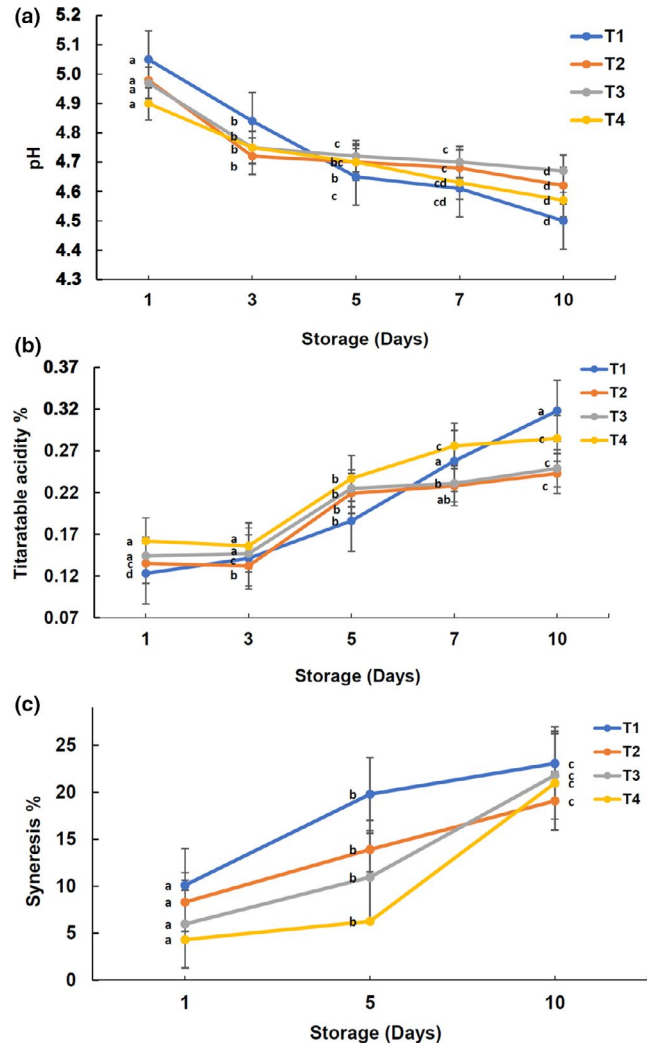 (a)
5.2
5.1
5.0
4.9
4.8
4.7
4.6
4.5
4.4
4.3
pH
T1
T2
T3
T4
a
a
a
a
b
b
b
b
c
bc
b
c
c
c
cd
cd
d
d
d
d
1 3 5 7 10
Storage (Days)
(b)
0.37
0.32
0.27
0.22
0.17
0.12
0.07
Titaratable acidity %
T1
T2
T3
T4
a
a
c
d
a
a
c
b
b
b
b
b
c
a
b
ab
a
c
c
c
1 3 5 7 10
Storage (Days)
(c)
25
20
15
10
5
0
Syneresis %
T1
T2
T3
T4
a
a
a
a
b
b
b
b
c
c
c
c
1 5 10
Storage (Days)